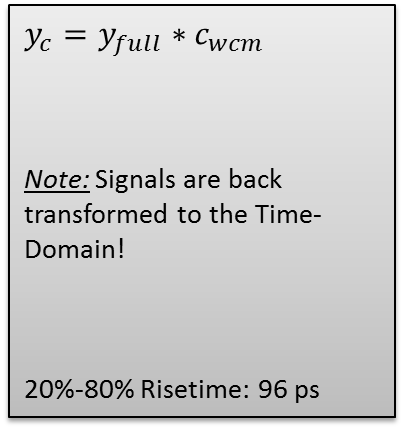 y_c = y_full * c_wcm
Note: Signals are back
transformed to the Time-
Domain!
20%-80% Risetime: 96 ps